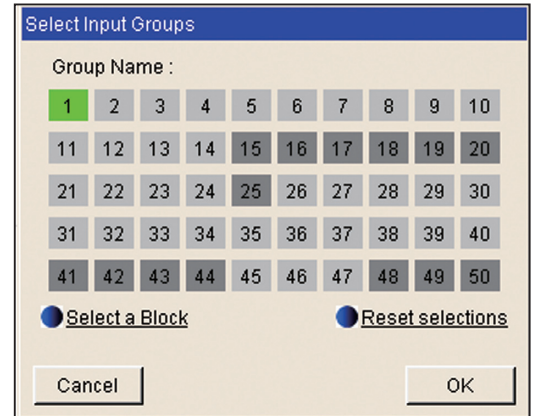 Select Input Groups
Group Name :
1 2 3 4 5 6 7 8 9 10
11 12 13 14 15 16 17 18 19 20
21 22 23 24 25 26 27 28 29 30
31 32 33 34 35 36 37 38 39 40
41 42 43 44 45 46 47 48 49 50
Select a Block Reset selections
Cancel OK